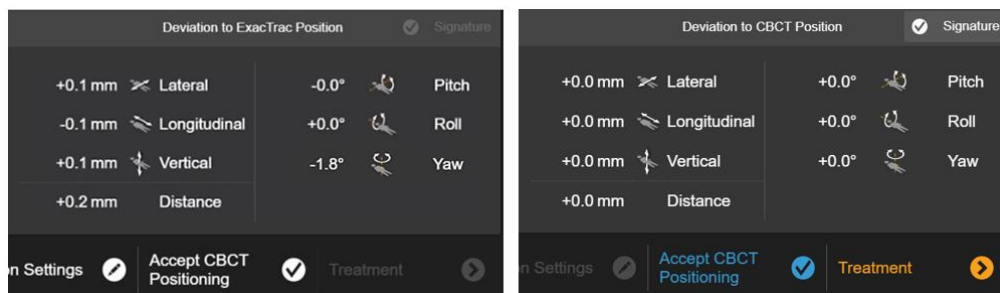 Deviation to ExacTrac Position Signature
+0.1 mm Lateral -0.0° Pitch
-0.1 mm Longitudinal +0.0° Roll
+0.1 mm Vertical -1.8° Yaw
+0.2 mm Distance
on Settings Accept CBCT Positioning Treatment
Deviation to CBCT Position Signature
+0.0 mm Lateral +0.0° Pitch
+0.0 mm Longitudinal +0.0° Roll
+0.0 mm Vertical +0.0° Yaw
+0.0 mm Distance
on Settings Accept CBCT Positioning Treatment